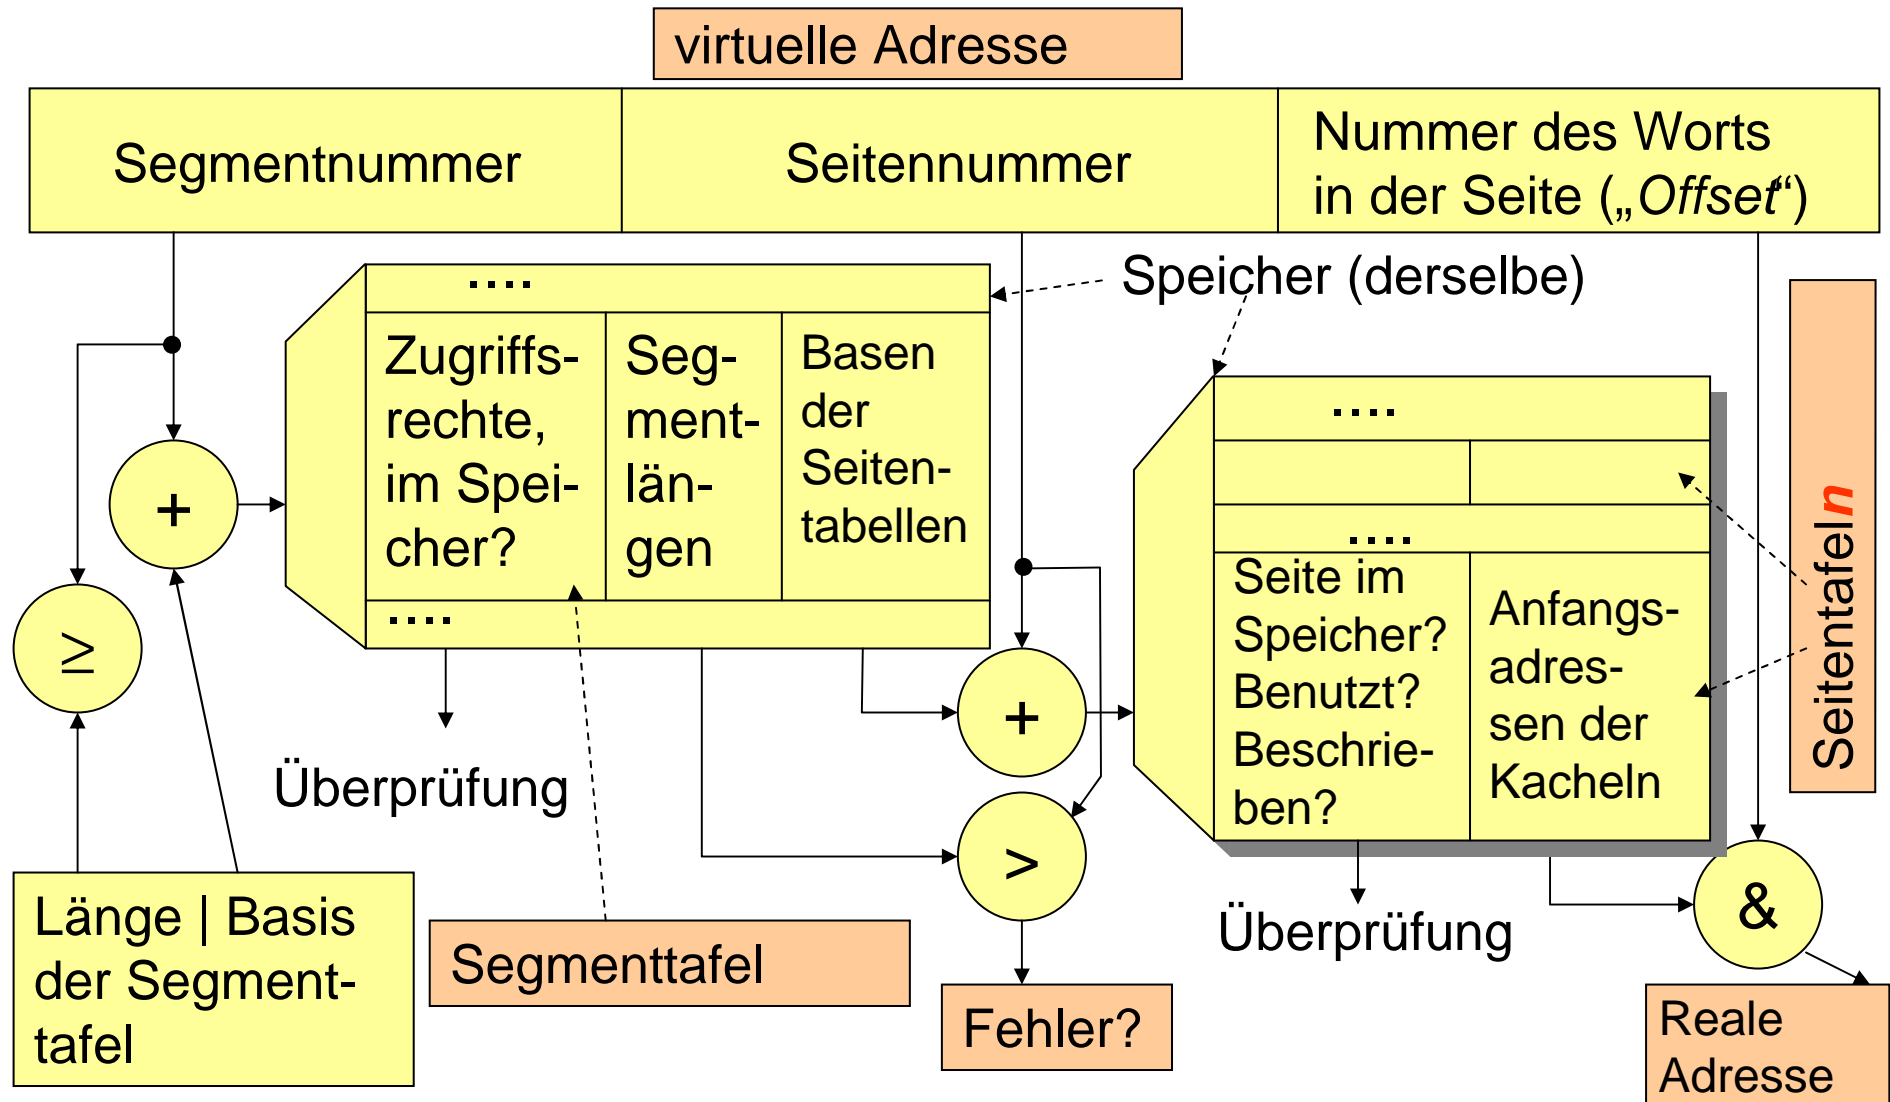 virtuelle Adresse
Segmentnummer
Seitennummer
Nummer des Worts
in der Seite („Offset“)
Speicher (derselbe)
....
Zugriffs-
rechte,
im Spei-
cher?
Seg-
ment-
län-
gen
Basen
der
Seiten-
tabellen
....
+
≥
....
....
Seite im
Speicher?
Benutzt?
Beschrie-
ben?
Anfangs-
adres-
sen der
Kacheln
Seitentafeln
+
>
&
Überprüfung
Überprüfung
Länge | Basis
der Segment-
tafel
Segmenttafel
Fehler?
Reale
Adresse